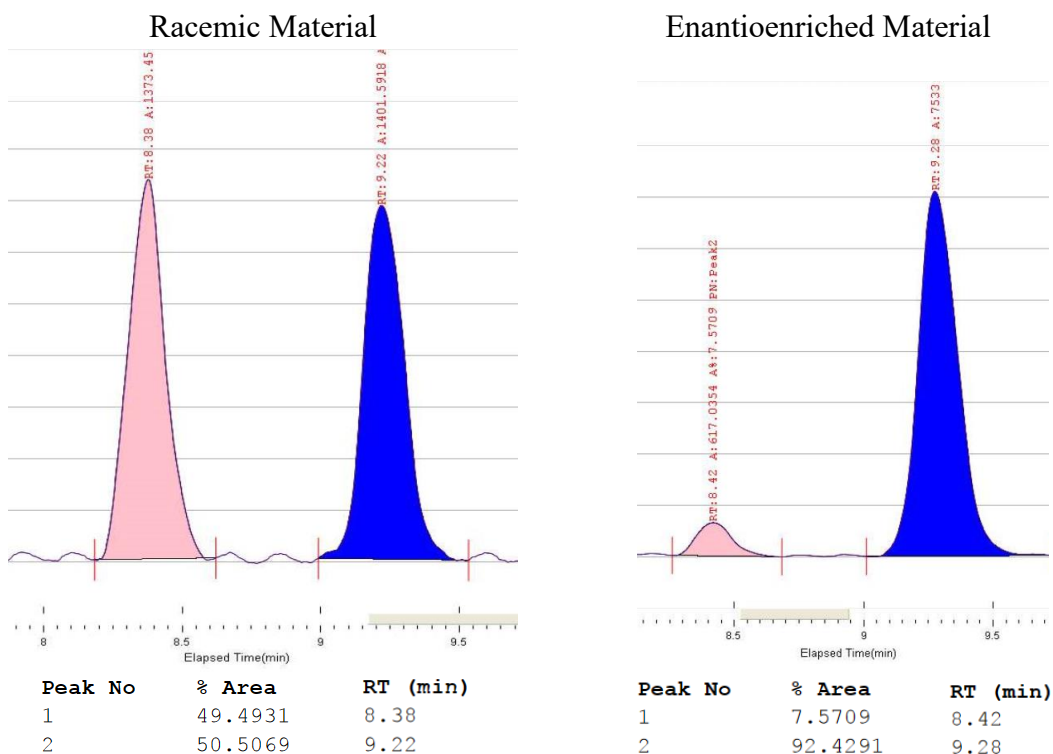 Racemic Material
RT:8.38 A:1373.45
RT:9.22 A:1401.5918
8 8.5 9 9.5
Elapsed Time(min)
Peak No % Area RT (min)
1 49.4931 8.38
2 50.5069 9.22
Enantioenriched Material
RT:8.42 A:617.0354 A%:7.5709 PN:Peak2
RT:9.28 A:7533
8.5 9 9.5
Elapsed Time(min)
Peak No % Area RT (min)
1 7.5709 8.42
2 92.4291 9.28